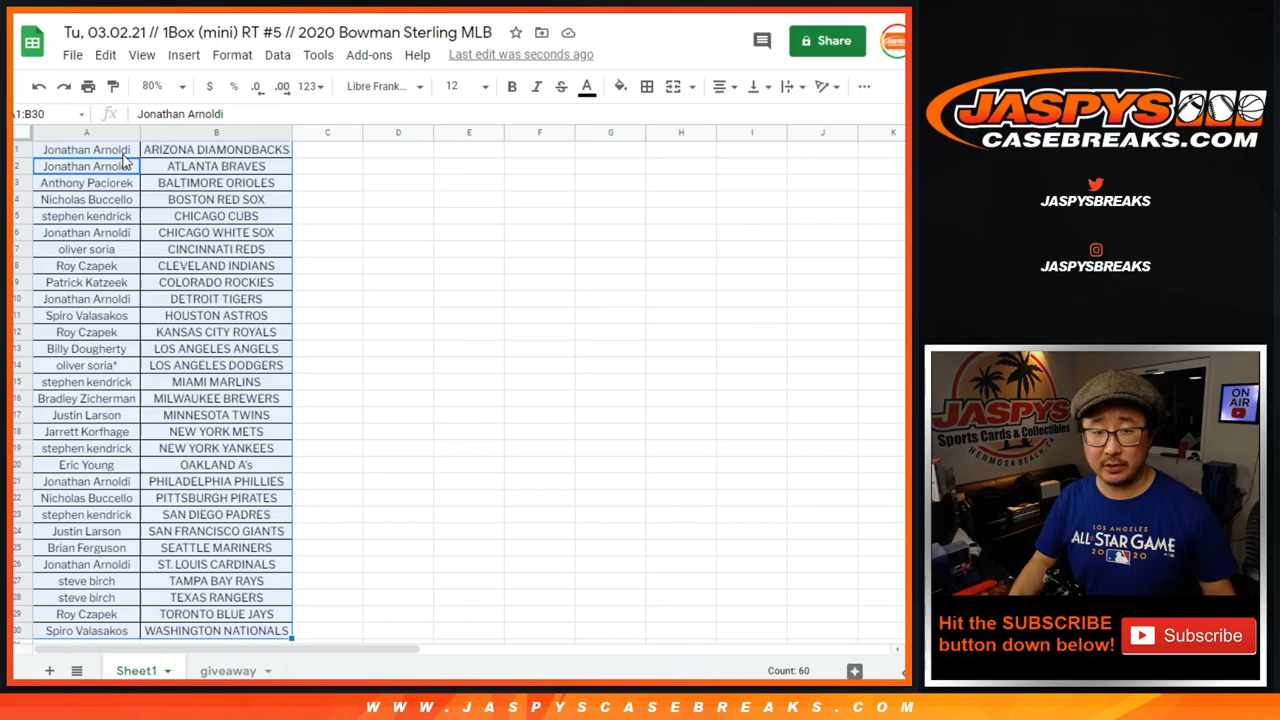 Tu, 03.02.21 // 1Box (mini) RT #5 // 2020 Bowman Sterling MLB
File Edit View Insert Format Data Tools Add-ons Help Last edit was seconds ago
Share
80% $ % .0 .00 123 Libre Frank... 12 B I S A
A1:B30 fx Jonathan Arnoldi
A B C D E F G H I J K
1 Jonathan Arnoldi ARIZONA DIAMONDBACKS
2 Jonathan Arnoldi ATLANTA BRAVES
3 Anthony Paciorek BALTIMORE ORIOLES
4 Nicholas Buccello BOSTON RED SOX
5 stephen kendrick CHICAGO CUBS
6 Jonathan Arnoldi CHICAGO WHITE SOX
7 oliver soria CINCINNATI REDS
8 Roy Czapek CLEVELAND INDIANS
9 Patrick Katzeek COLORADO ROCKIES
10 Jonathan Arnoldi DETROIT TIGERS
11 Spiro Valasakos HOUSTON ASTROS
12 Roy Czapek KANSAS CITY ROYALS
13 Billy Dougherty LOS ANGELES ANGELS
14 oliver soria* LOS ANGELES DODGERS
15 stephen kendrick MIAMI MARLINS
16 Bradley Zicherman MILWAUKEE BREWERS
17 Justin Larson MINNESOTA TWINS
18 Jarrett Korfhage NEW YORK METS
19 stephen kendrick NEW YORK YANKEES
20 Eric Young OAKLAND A's
21 Jonathan Arnoldi PHILADELPHIA PHILLIES
22 Nicholas Buccello PITTSBURGH PIRATES
23 stephen kendrick SAN DIEGO PADRES
24 Justin Larson SAN FRANCISCO GIANTS
25 Brian Ferguson SEATTLE MARINERS
26 Jonathan Arnoldi ST. LOUIS CARDINALS
27 steve birch TAMPA BAY RAYS
28 steve birch TEXAS RANGERS
29 Roy Czapek TORONTO BLUE JAYS
30 Spiro Valasakos WASHINGTON NATIONALS
Sheet1 giveaway Count: 60
JASPYS
CASEBREAKS.COM
JASPYSBREAKS
JASPYSBREAKS
JASPYS
Sports Cards & Collectibles
HERMOSA BEACH, CA
ON AIR
LOS ANGELES
ALL STAR GAME
2020
Hit the SUBSCRIBE
button down below!
Subscribe
WWW.JASPYSCASEBREAKS.COM